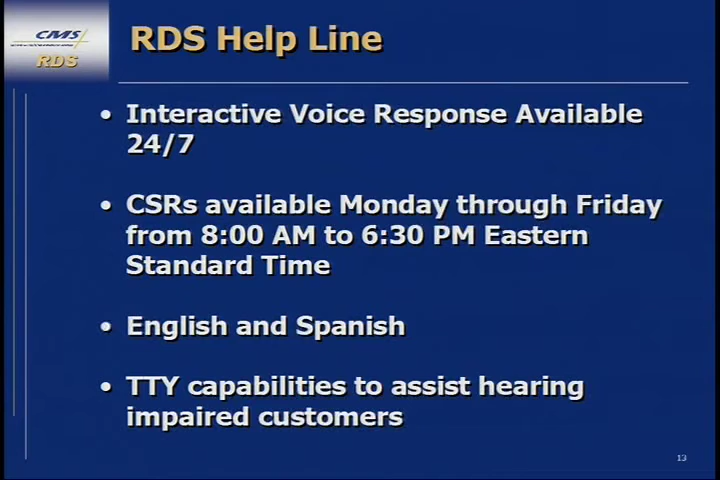 CMS
RDS
RDS Help Line
• Interactive Voice Response Available
24/7
• CSRs available Monday through Friday
from 8:00 AM to 6:30 PM Eastern
Standard Time
• English and Spanish
• TTY capabilities to assist hearing
impaired customers
13